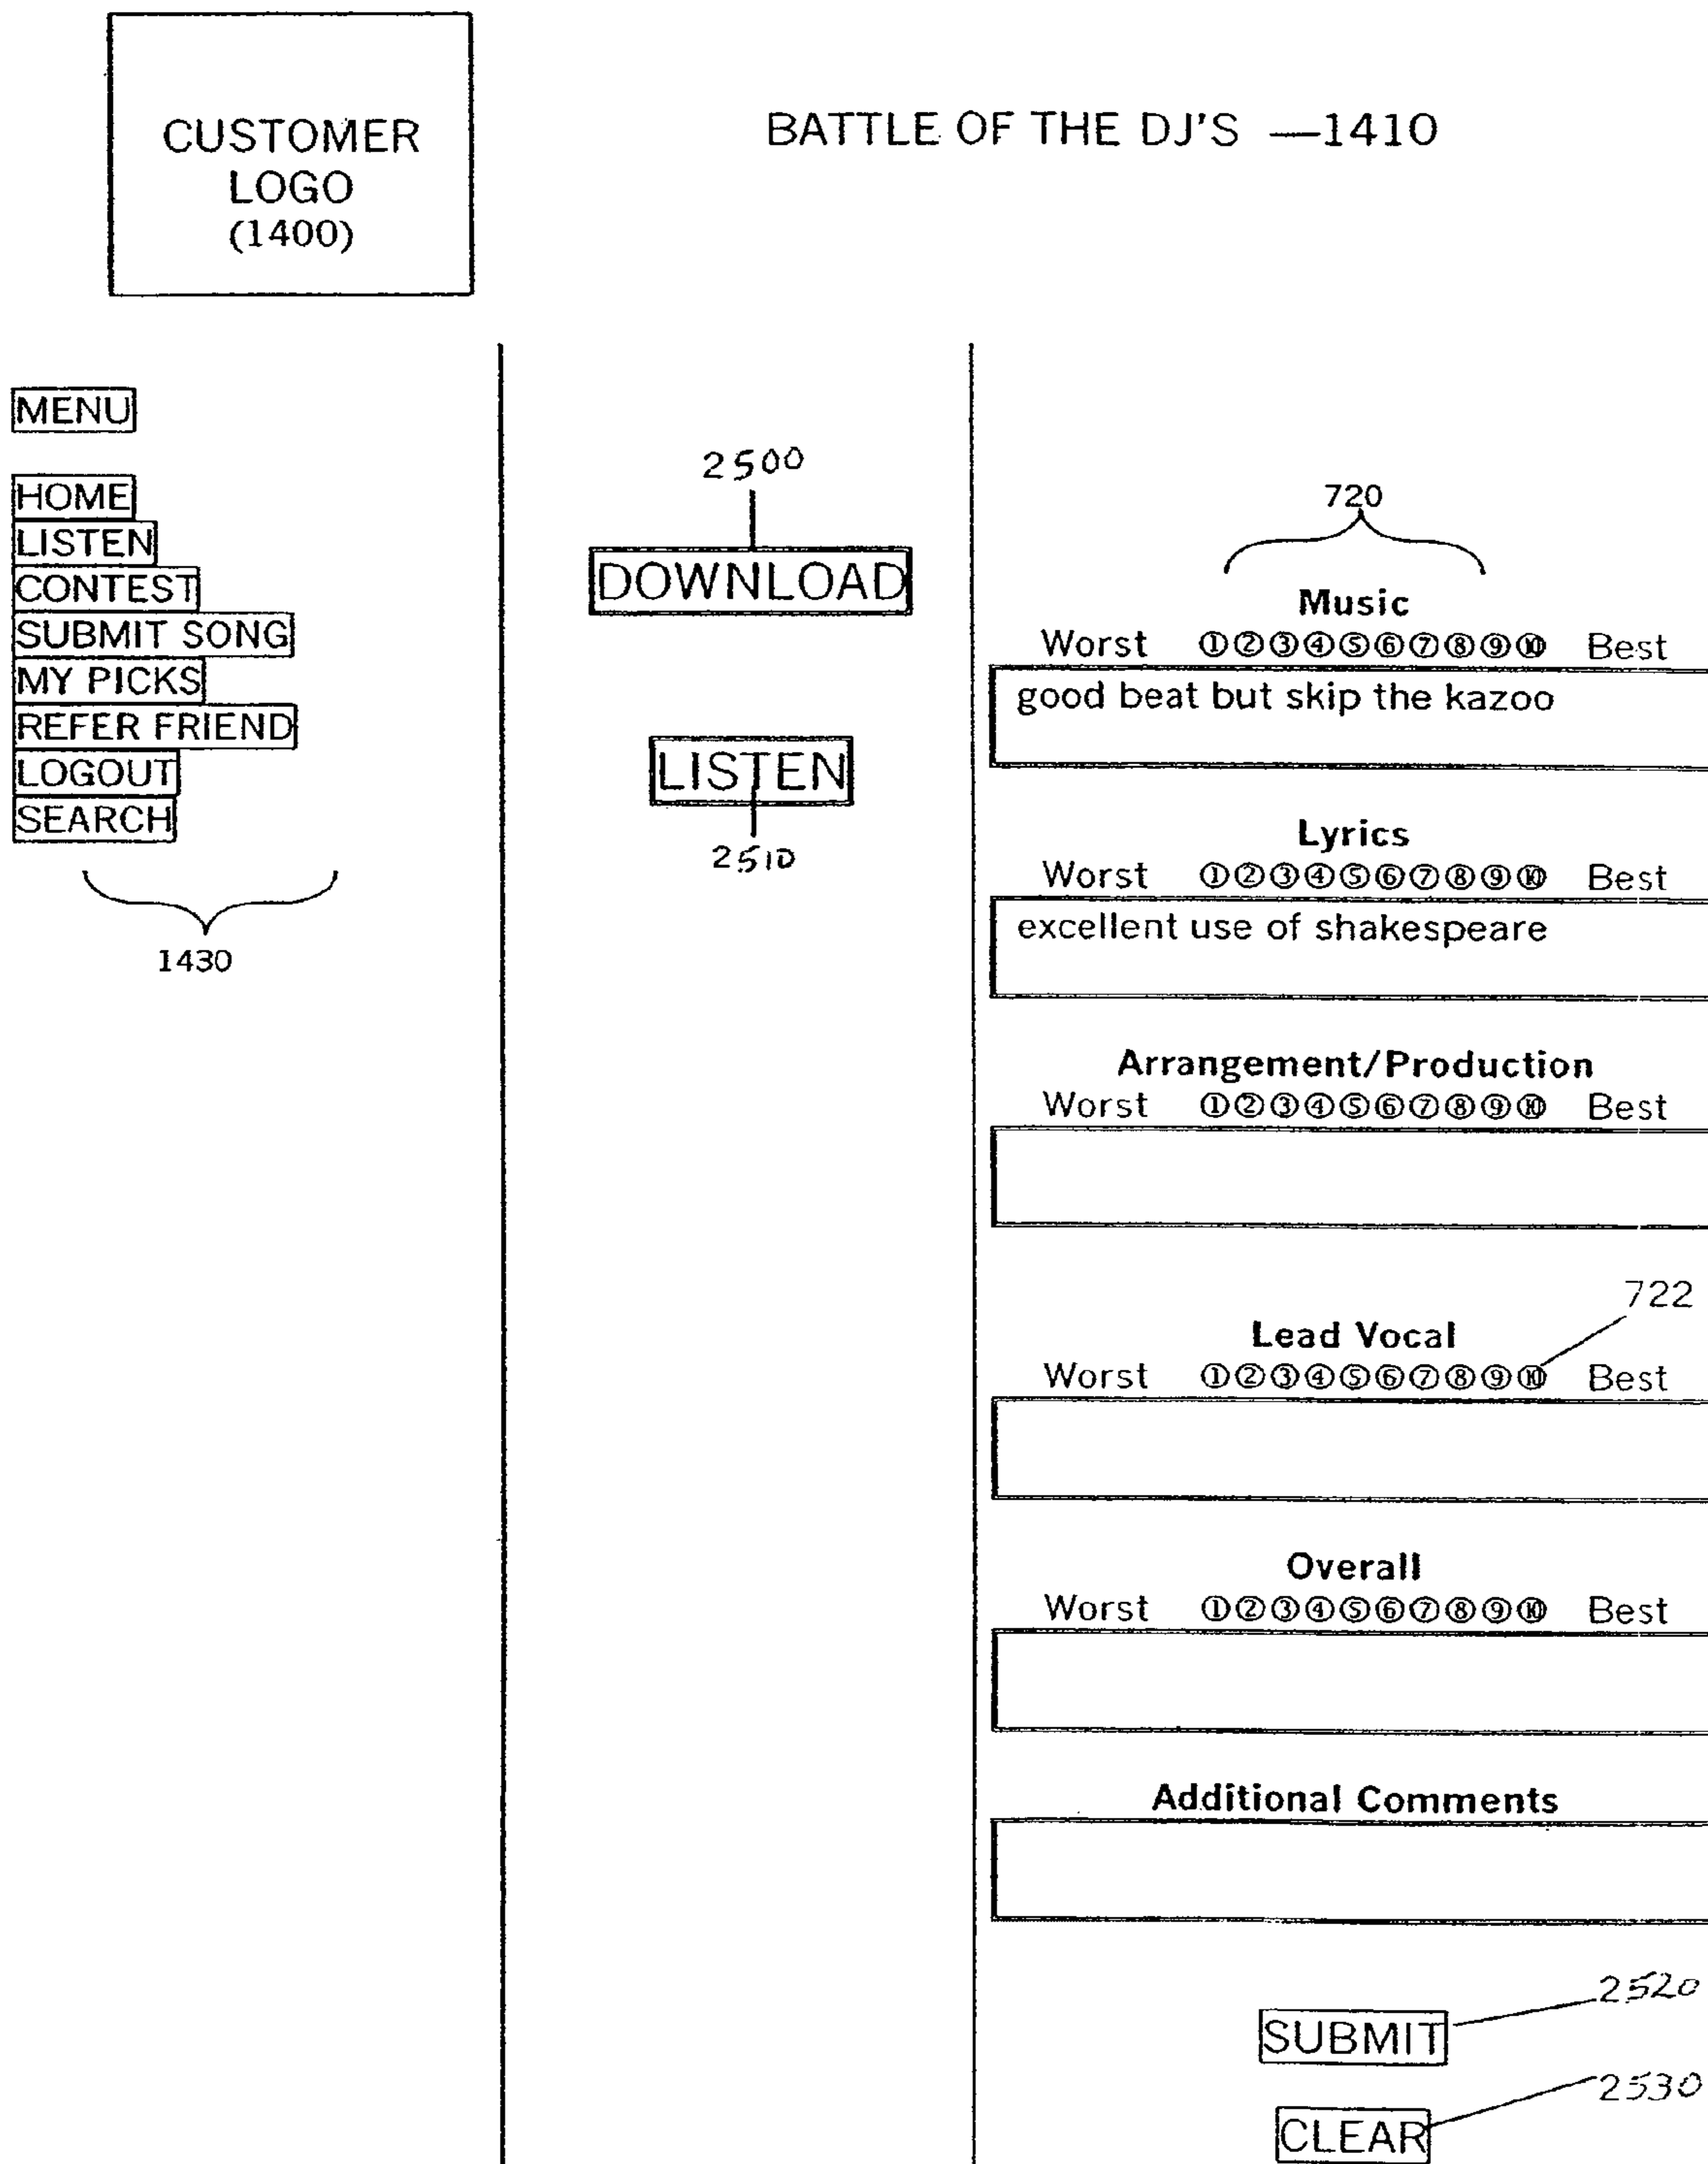 CUSTOMER
LOGO
(1400)
BATTLE OF THE DJ'S —1410
MENU
HOME
LISTEN
CONTEST
SUBMIT SONG
MY PICKS
REFER FRIEND
LOGOUT
SEARCH
1430
2500
DOWNLOAD
LISTEN
2510
720
Music
Worst ①②③④⑤⑥⑦⑧⑨⑩ Best
good beat but skip the kazoo
Lyrics
Worst ①②③④⑤⑥⑦⑧⑨⑩ Best
excellent use of shakespeare
Arrangement/Production
Worst ①②③④⑤⑥⑦⑧⑨⑩ Best
722
Lead Vocal
Worst ①②③④⑤⑥⑦⑧⑨⑩ Best
Overall
Worst ①②③④⑤⑥⑦⑧⑨⑩ Best
Additional Comments
2520
SUBMIT
2530
CLEAR